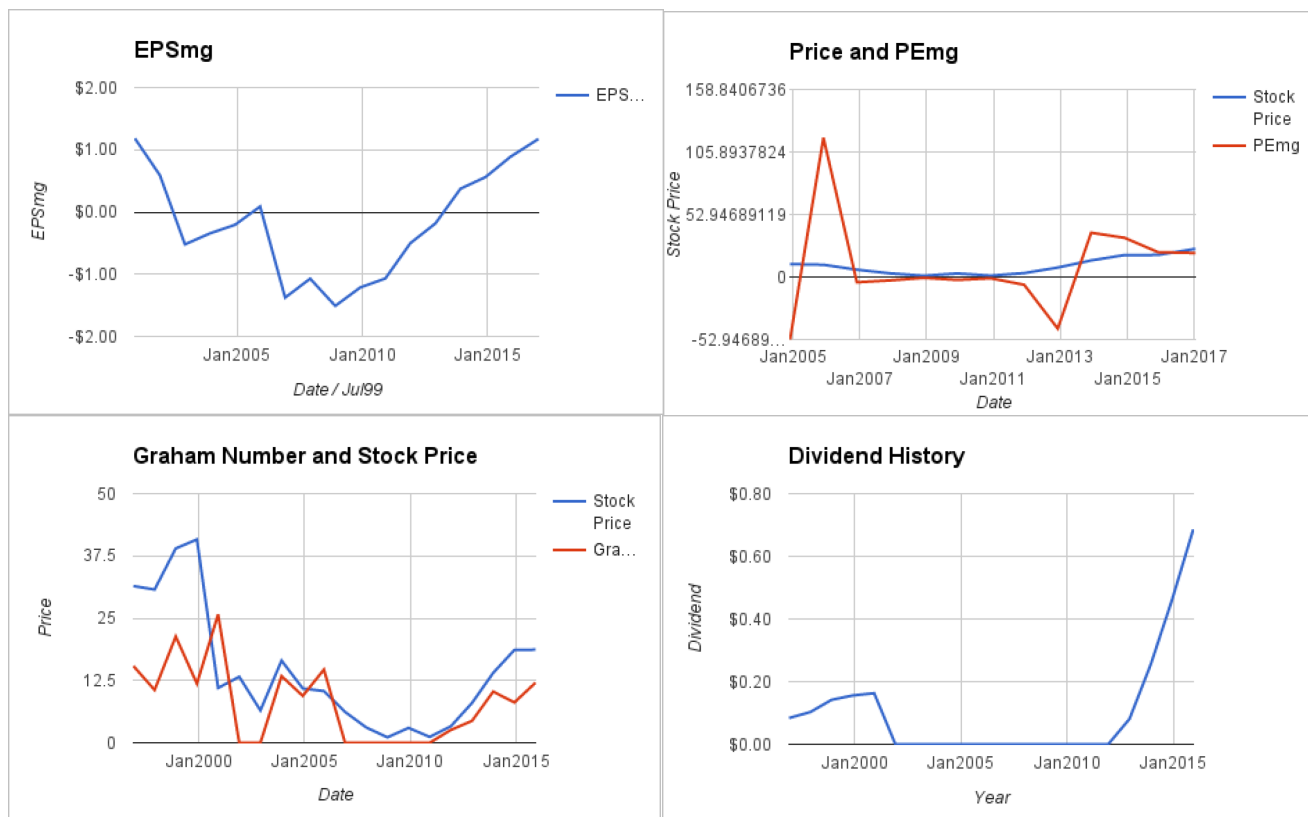 EPSmg
$2.00
$1.00
$0.00
-$1.00
-$2.00
EPSmg
Jan2005
Jan2010
Jan2015
Date / Jul99
EPS…
Price and PEmg
158.8406736
105.8937824
52.94689119
0
-52.94689…
Stock Price
Jan2005
Jan2009
Jan2013
Jan2017
Jan2007
Jan2011
Jan2015
Date
Stock
Price
PEmg
Graham Number and Stock Price
50
37.5
25
12.5
0
Price
Jan2000
Jan2005
Jan2010
Jan2015
Date
Stock
Price
Gra…
Dividend History
$0.80
$0.60
$0.40
$0.20
$0.00
Dividend
Jan2000
Jan2005
Jan2010
Jan2015
Year